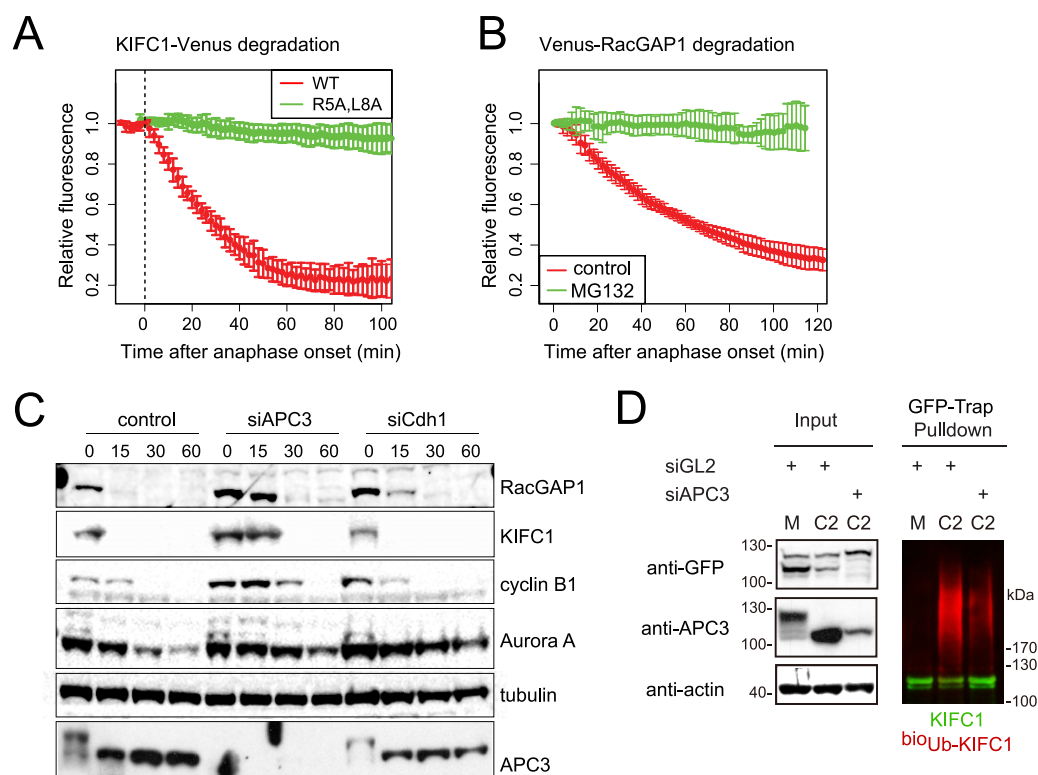 A
KIFC1-Venus degradation
WT
R5A,L8A
Relative fluorescence
1.0
0.8
0.6
0.4
0.2
0 20 40 60 80 100
Time after anaphase onset (min)
B
Venus-RacGAP1 degradation
Relative fluorescence
1.0
0.8
0.6
0.4
0.2
control
MG132
0 20 40 60 80 100 120
Time after anaphase onset (min)
C
control siAPC3 siCdh1
0 15 30 60 0 15 30 60 0 15 30 60
RacGAP1
KIFC1
cyclin B1
Aurora A
tubulin
APC3
D
Input
GFP-Trap
Pulldown
siGL2 + + + +
siAPC3 + +
M C2 C2 M C2 C2
anti-GFP
130-
100-
anti-APC3
130-
100-
anti-actin
40-
kDa
-170
-130
-100
KIFC1
bioUb-KIFC1